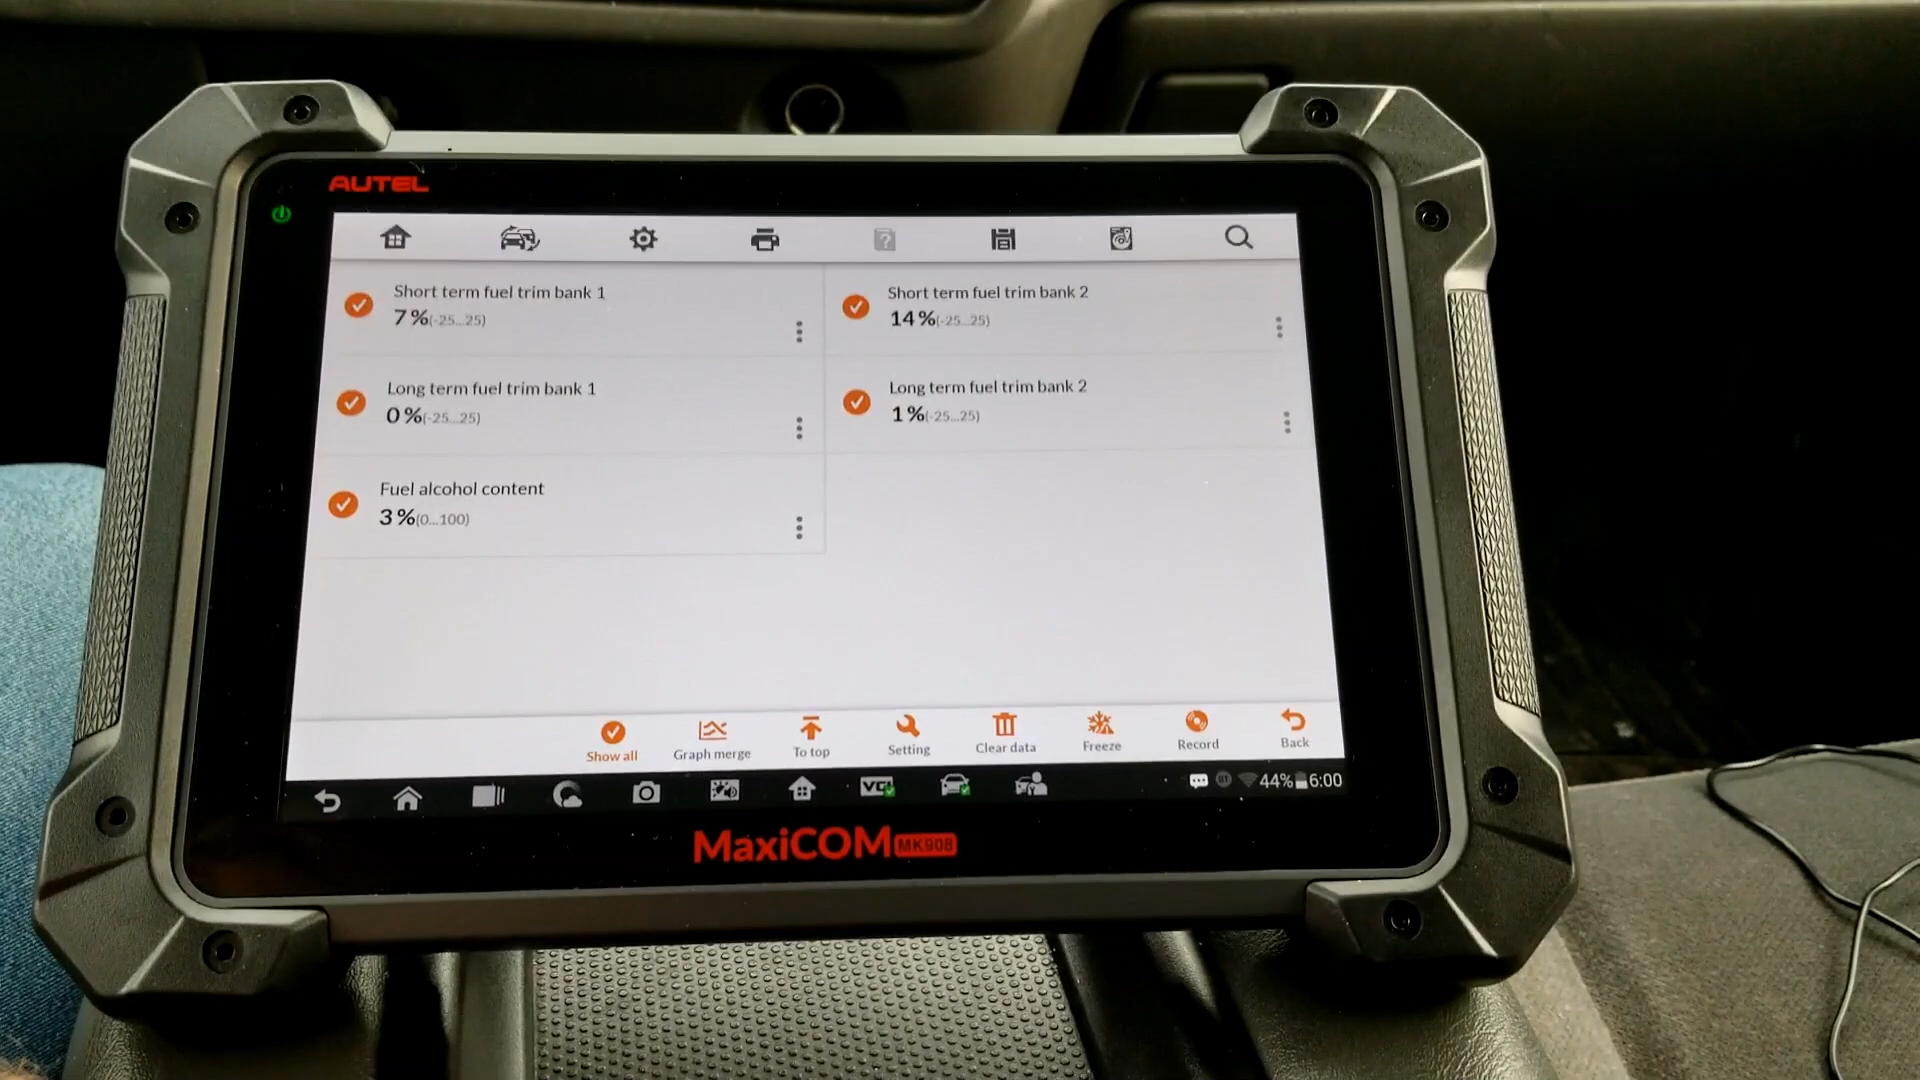 AUTEL
Short term fuel trim bank 1
7%(-25...25)
Short term fuel trim bank 2
14%(-25...25)
Long term fuel trim bank 1
0%(-25...25)
Long term fuel trim bank 2
1%(-25...25)
Fuel alcohol content
3%(0...100)
Show all
Graph merge
To top
Setting
Clear data
Freeze
Record
Back
VCI
44% 6:00
MaxiCOM MK908